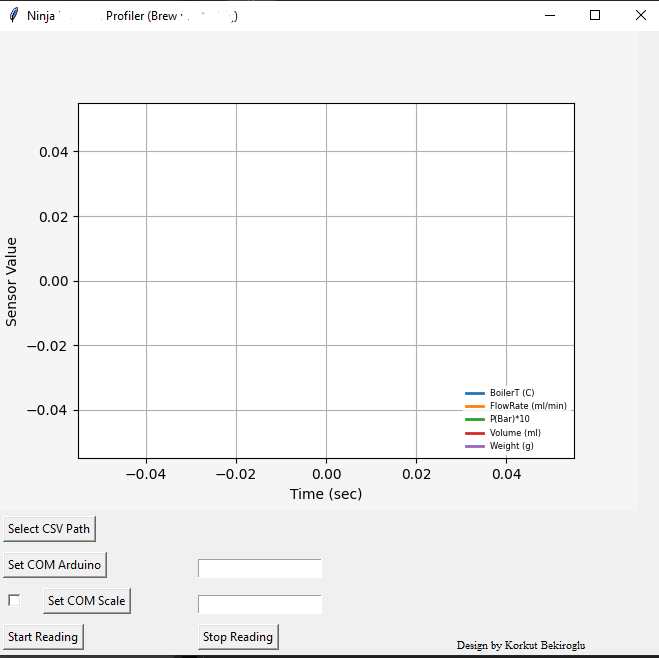 Ninja Profiler (Brew )
0.04
0.02
0.00
−0.02
−0.04
Sensor Value
BoilerT (C)
FlowRate (ml/min)
P(Bar)*10
Volume (ml)
Weight (g)
−0.04 −0.02 0.00 0.02 0.04
Time (sec)
Select CSV Path
Set COM Arduino
Set COM Scale
Start Reading Stop Reading
Design by Korkut Bekiroglu